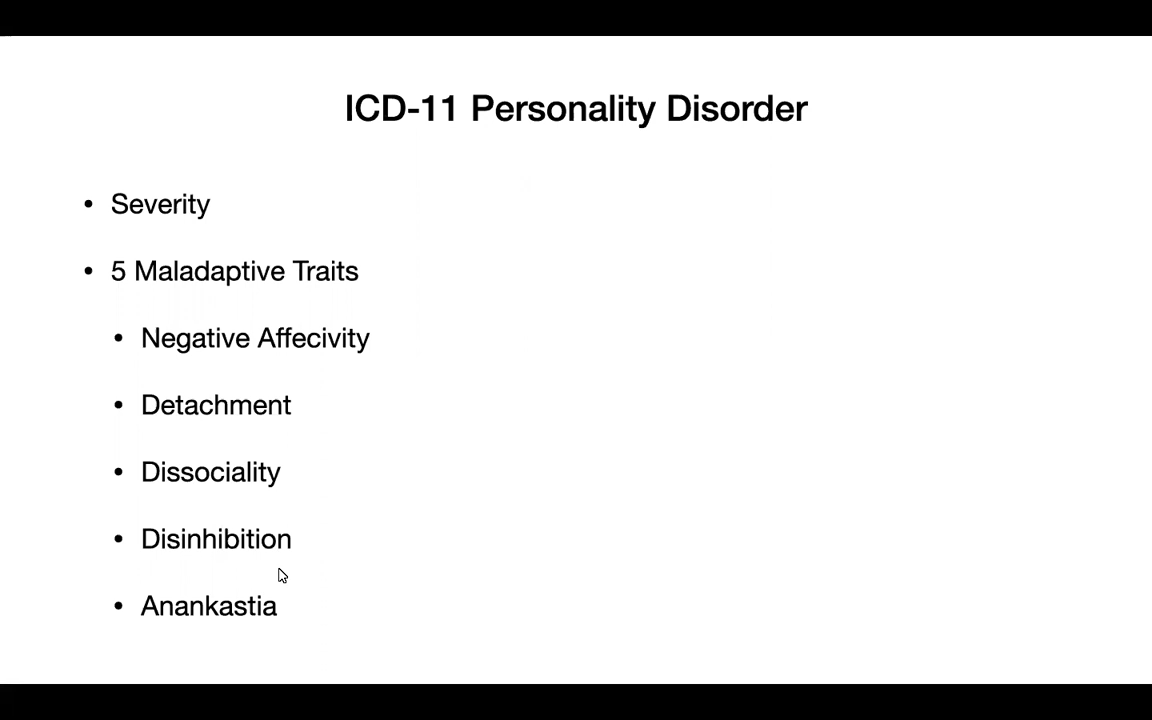 ICD-11 Personality Disorder
• Severity
• 5 Maladaptive Traits
• Negative Affecivity
• Detachment
• Dissociality
• Disinhibition
• Anankastia